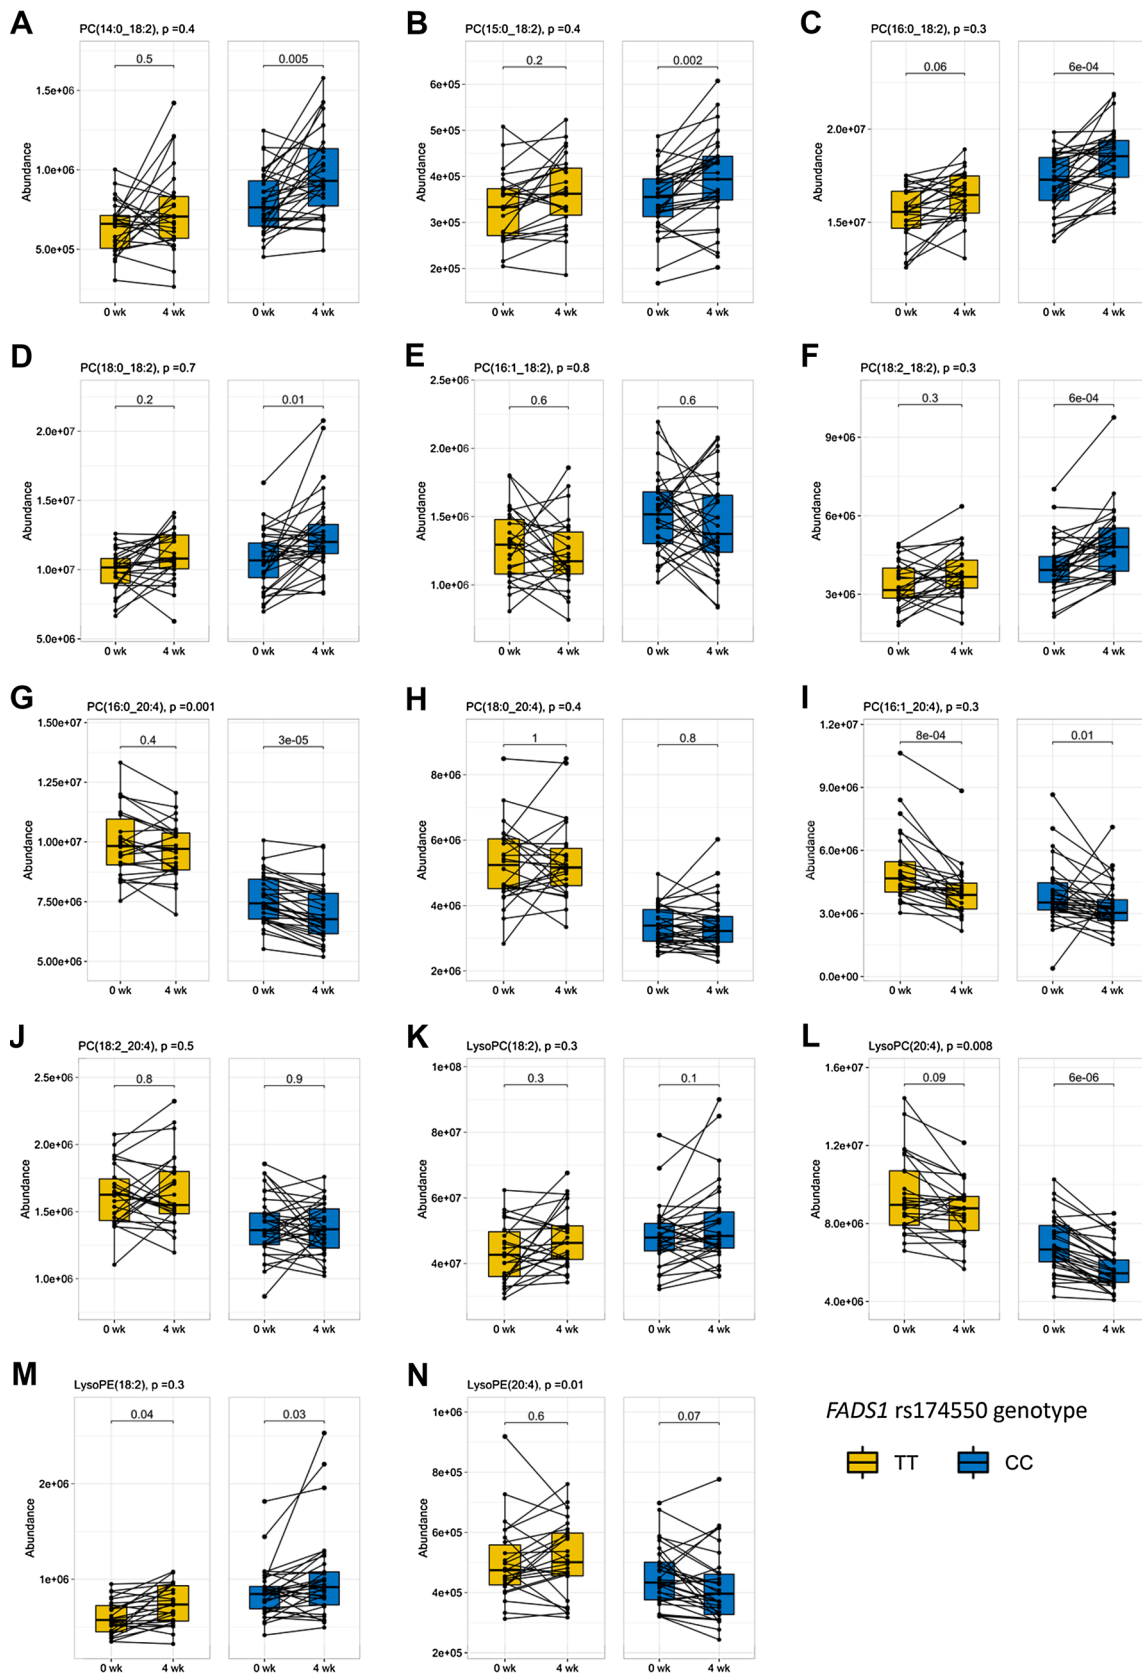 A
PC(14:0_18:2), p =0.4
0.5
0.005
Abundance
1.5e+06
1.0e+06
5.0e+05
0 wk 4 wk 0 wk 4 wk
B
PC(15:0_18:2), p =0.4
0.2
0.002
Abundance
6e+05
5e+05
4e+05
3e+05
2e+05
0 wk 4 wk 0 wk 4 wk
C
PC(16:0_18:2), p =0.3
0.06
6e-04
Abundance
2.0e+07
1.5e+07
0 wk 4 wk 0 wk 4 wk
D
PC(18:0_18:2), p =0.7
0.2
0.01
Abundance
2.0e+07
1.5e+07
1.0e+07
5.0e+06
0 wk 4 wk 0 wk 4 wk
E
PC(16:1_18:2), p =0.8
0.6
0.6
Abundance
2.5e+06
2.0e+06
1.5e+06
1.0e+06
0 wk 4 wk 0 wk 4 wk
F
PC(18:2_18:2), p =0.3
0.3
6e-04
Abundance
9e+06
6e+06
3e+06
0 wk 4 wk 0 wk 4 wk
G
PC(16:0_20:4), p =0.001
0.4
3e-05
Abundance
1.50e+07
1.25e+07
1.00e+07
7.50e+06
5.00e+06
0 wk 4 wk 0 wk 4 wk
H
PC(18:0_20:4), p =0.4
1
0.8
Abundance
8e+06
6e+06
4e+06
2e+06
0 wk 4 wk 0 wk 4 wk
I
PC(16:1_20:4), p =0.3
8e-04
0.01
Abundance
1.2e+07
9.0e+06
6.0e+06
3.0e+06
0.0e+00
0 wk 4 wk 0 wk 4 wk
J
PC(18:2_20:4), p =0.5
0.8
0.9
Abundance
2.5e+06
2.0e+06
1.5e+06
1.0e+06
0 wk 4 wk 0 wk 4 wk
K
LysoPC(18:2), p =0.3
0.3
0.1
Abundance
1e+08
8e+07
6e+07
4e+07
0 wk 4 wk 0 wk 4 wk
L
LysoPC(20:4), p =0.008
0.09
6e-06
Abundance
1.6e+07
1.2e+07
8.0e+06
4.0e+06
0 wk 4 wk 0 wk 4 wk
M
LysoPE(18:2), p =0.3
0.04
0.03
Abundance
2e+06
1e+06
0 wk 4 wk 0 wk 4 wk
N
LysoPE(20:4), p =0.01
0.6
0.07
Abundance
1e+06
8e+05
6e+05
4e+05
2e+05
0 wk 4 wk 0 wk 4 wk
FADS1 rs174550 genotype
TT CC